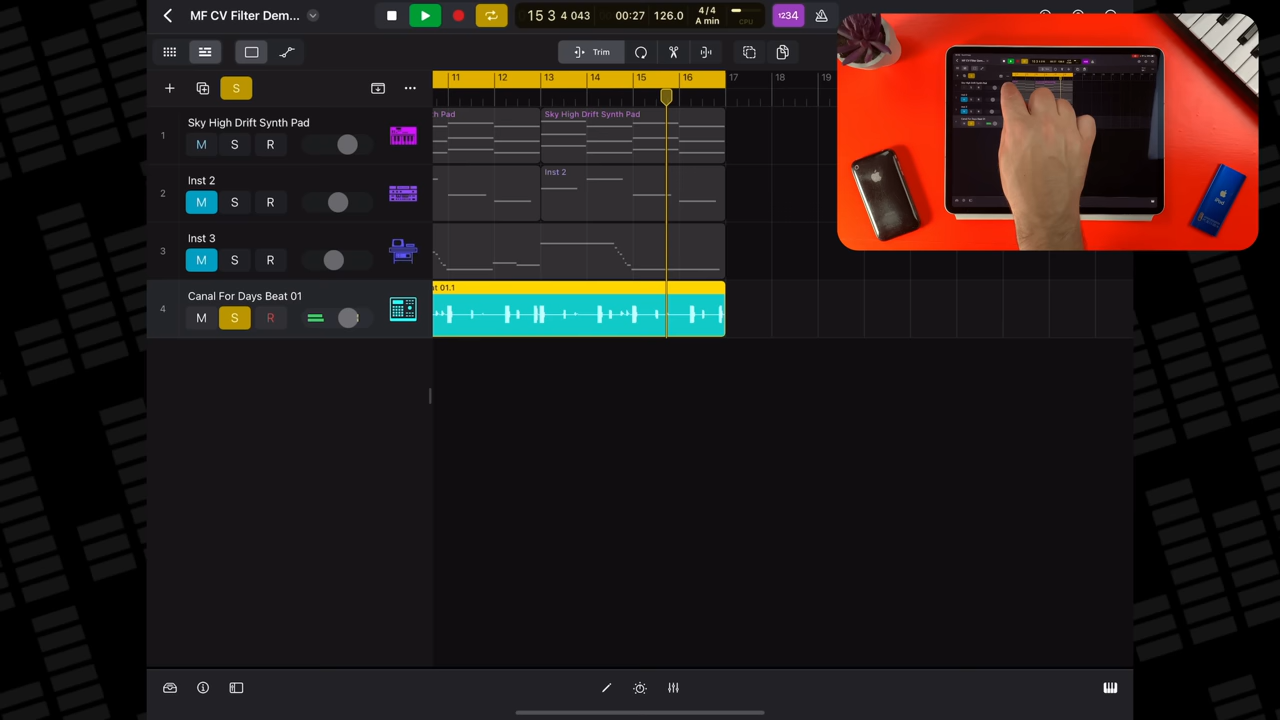 MF CV Filter Dem...
15 3 4 043
00:27
126.0
4/4
A min
CPU
1234
Trim
S
11
12
13
14
15
16
17
18
19
1
Sky High Drift Synth Pad
M
S
R
h Pad
Sky High Drift Synth Pad
2
Inst 2
M
S
R
Inst 2
3
Inst 3
M
S
R
4
Canal For Days Beat 01
M
S
R
t 01.1
iPod